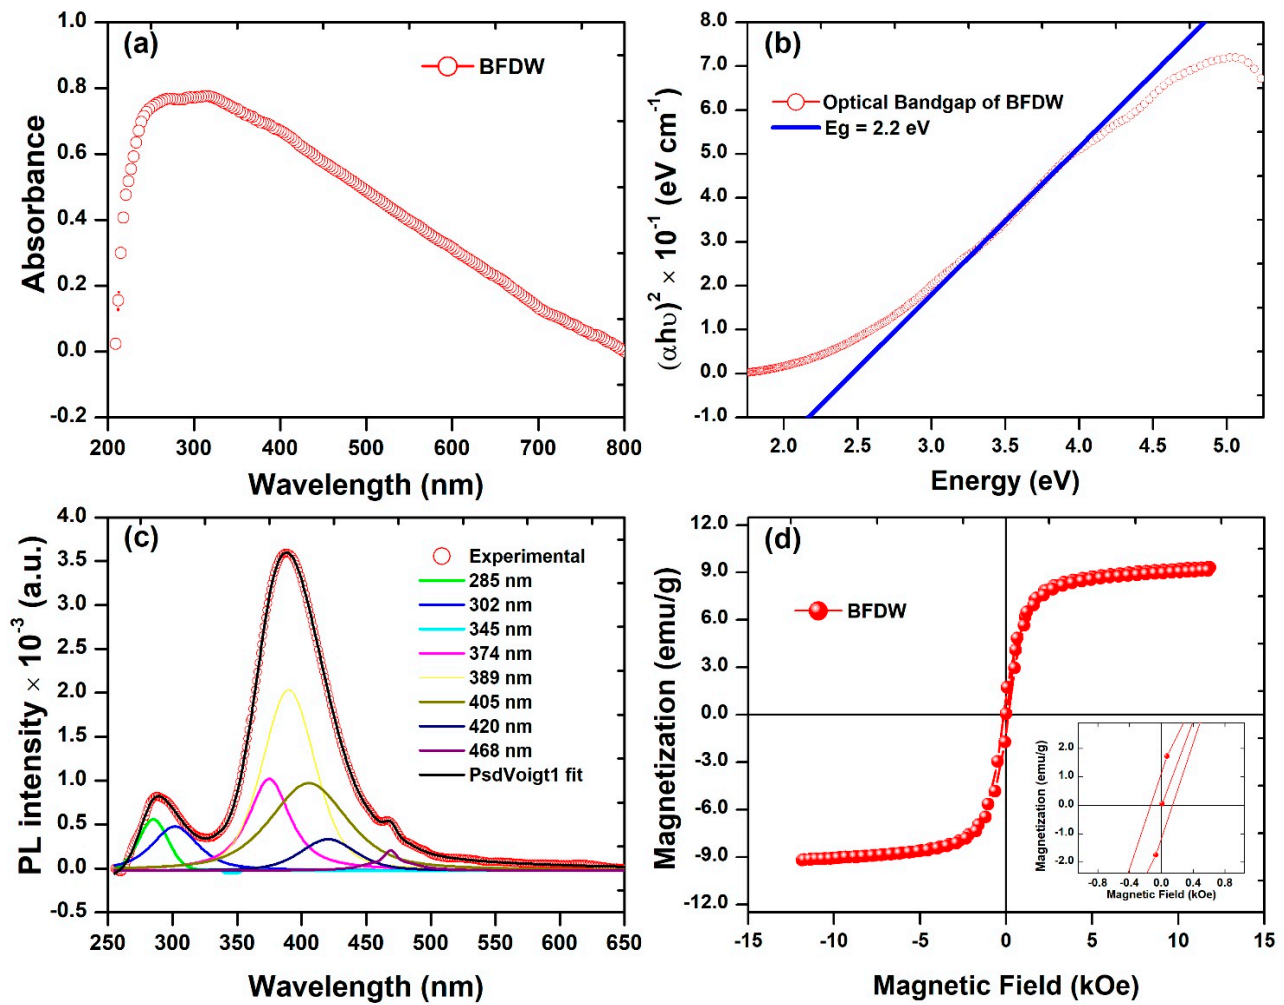 (a)
BFDW
Absorbance
1.0
0.8
0.6
0.4
0.2
0.0
-0.2
200 300 400 500 600 700 800
Wavelength (nm)
(b)
Optical Bandgap of BFDW
Eg = 2.2 eV
(αhυ)² × 10⁻¹ (eV cm⁻¹)
8.0
7.0
6.0
5.0
4.0
3.0
2.0
1.0
0.0
-1.0
2.0 2.5 3.0 3.5 4.0 4.5 5.0
Energy (eV)
(c)
Experimental
285 nm
302 nm
345 nm
374 nm
389 nm
405 nm
420 nm
468 nm
PsdVoigt1 fit
PL intensity × 10⁻³ (a.u.)
4.0
3.5
3.0
2.5
2.0
1.5
1.0
0.5
0.0
-0.5
250 300 350 400 450 500 550 600 650
Wavelength (nm)
(d)
BFDW
Magnetization (emu/g)
12.0
9.0
6.0
3.0
0.0
-3.0
-6.0
-9.0
-12.0
-15 -10 -5 0 5 10 15
Magnetic Field (kOe)
Magnetization (emu/g)
2.0
1.0
0.0
-1.0
-2.0
-0.8 -0.4 0.0 0.4 0.8
Magnetic Field (kOe)